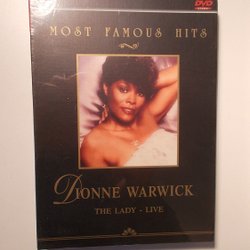 DVD
MOST FAMOUS HITS
DIONNE WARWICK
THE LADY - LIVE